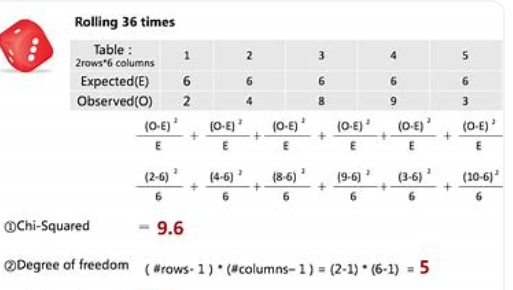 Rolling 36 times
Table :
2rows*6 columns 1 2 3 4 5
Expected(E) 6 6 6 6 6
Observed(O) 2 4 8 9 3
(O-E)²/E + (O-E)²/E + (O-E)²/E + (O-E)²/E + (O-E)²/E + (O-E)²/E
(2-6)²/6 + (4-6)²/6 + (8-6)²/6 + (9-6)²/6 + (3-6)²/6 + (10-6)²/6
①Chi-Squared = 9.6
②Degree of freedom ( #rows- 1 ) * (#columns– 1 ) = (2-1) * (6-1) = 5